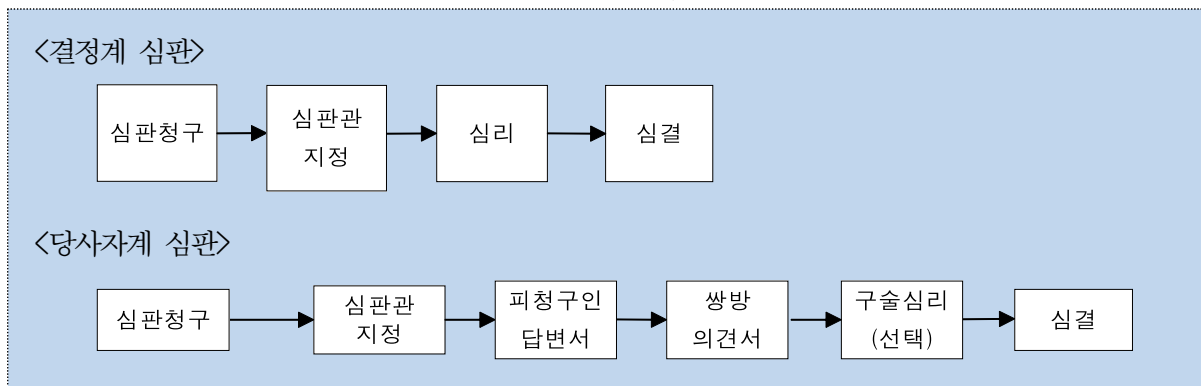 <결정계 심판>
심판청구
심판관
지정
심리
심결
<당사자계 심판>
심판청구
심판관
지정
피청구인
답변서
쌍방
의견서
구술심리
(선택)
심결